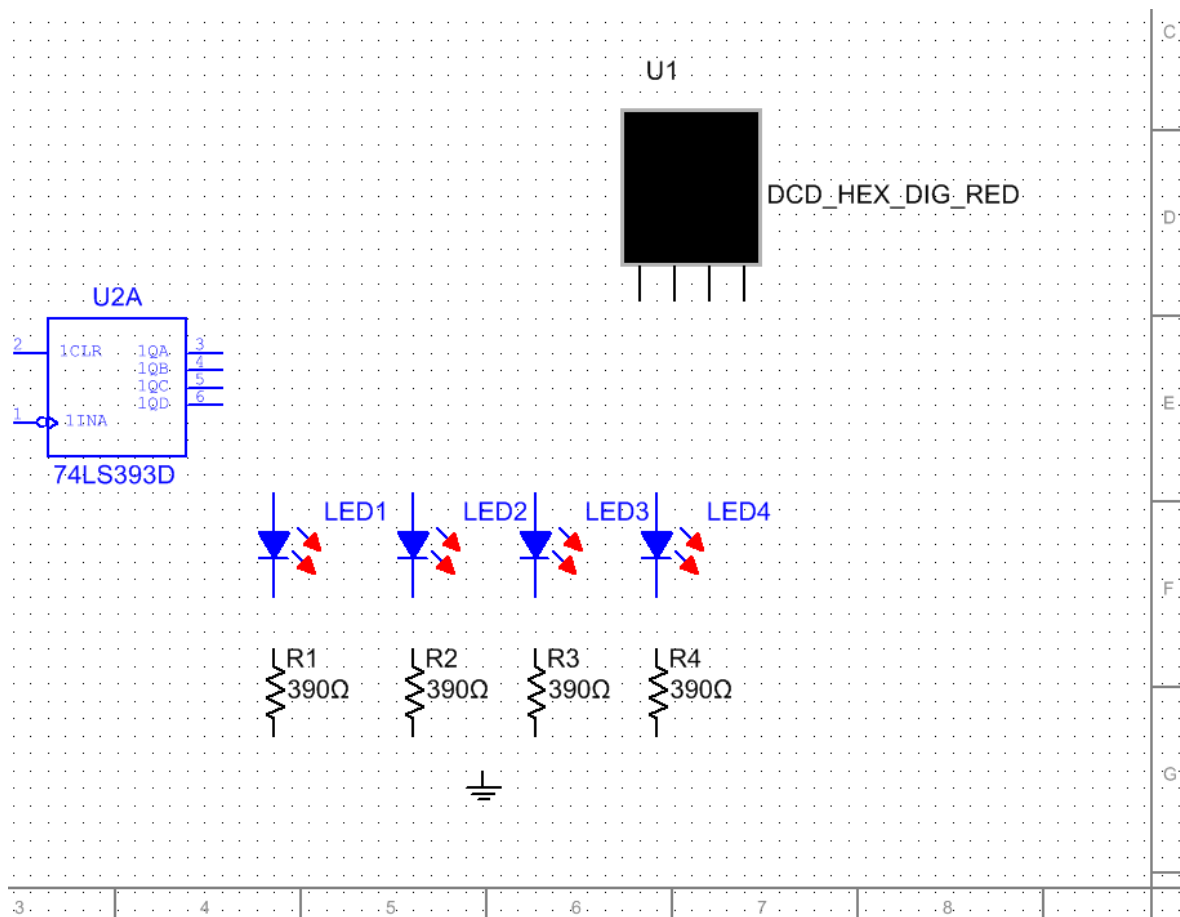 C
U1
DCD_HEX_DIG_RED
D
U2A
2 1CLR 1QA 3
1QB 4
1QC 5
1QD 6
1 1INA
E
74LS393D
LED1 LED2 LED3 LED4
F
R1 R2 R3 R4
390Ω 390Ω 390Ω 390Ω
G
3 4 5 6 7 8